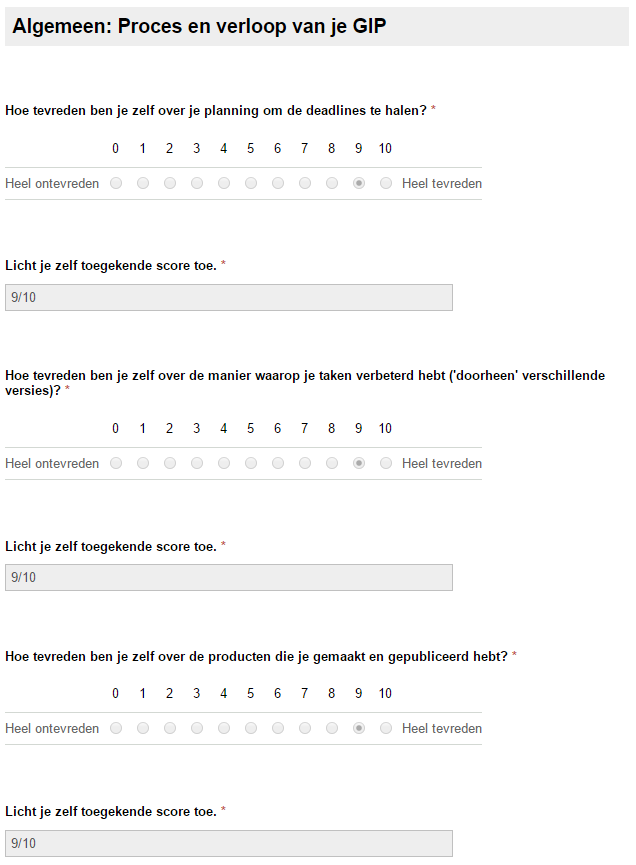 Algemeen: Proces en verloop van je GIP
Hoe tevreden ben je zelf over je planning om de deadlines te halen? *
0 1 2 3 4 5 6 7 8 9 10
Heel ontevreden Heel tevreden
Licht je zelf toegekende score toe. *
9/10
Hoe tevreden ben je zelf over de manier waarop je taken verbeterd hebt ('doorheen' verschillende
versies)? *
0 1 2 3 4 5 6 7 8 9 10
Heel ontevreden Heel tevreden
Licht je zelf toegekende score toe. *
9/10
Hoe tevreden ben je zelf over de producten die je gemaakt en gepubliceerd hebt? *
0 1 2 3 4 5 6 7 8 9 10
Heel ontevreden Heel tevreden
Licht je zelf toegekende score toe. *
9/10